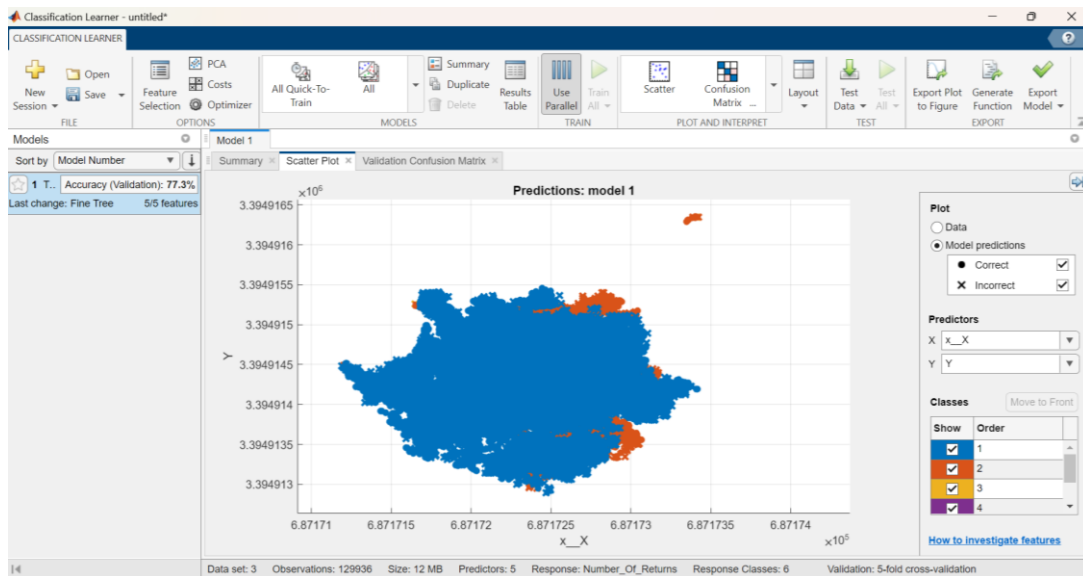 Classification Learner - untitled*
CLASSIFICATION LEARNER
?
New
Session
Open
Save
FILE
Feature
Selection
PCA
Costs
Optimizer
OPTIONS
All Quick-To-
Train
All
Summary
Duplicate
Delete
MODELS
Results
Table
Use
Parallel
Train
All
TRAIN
Scatter
Confusion
Matrix ...
Layout
PLOT AND INTERPRET
Test
Data
Test
All
TEST
Export Plot
to Figure
Generate
Function
Export
Model
EXPORT
Models
Sort by Model Number
1 T.. Accuracy (Validation): 77.3%
Last change: Fine Tree 5/5 features
Model 1
Summary Scatter Plot Validation Confusion Matrix
Predictions: model 1
×10⁶
3.3949165
3.394916
3.3949155
3.394915
3.3949145
3.394914
3.3949135
3.394913
Y
6.87171 6.871715 6.87172 6.871725 6.87173 6.871735 6.87174
×10⁵
x__X
Plot
Data
Model predictions
Correct
Incorrect
Predictors
X x__X
Y Y
Classes Move to Front
Show Order
1
2
3
4
How to investigate features
Data set: 3 Observations: 129936 Size: 12 MB Predictors: 5 Response: Number_Of_Returns Response Classes: 6 Validation: 5-fold cross-validation